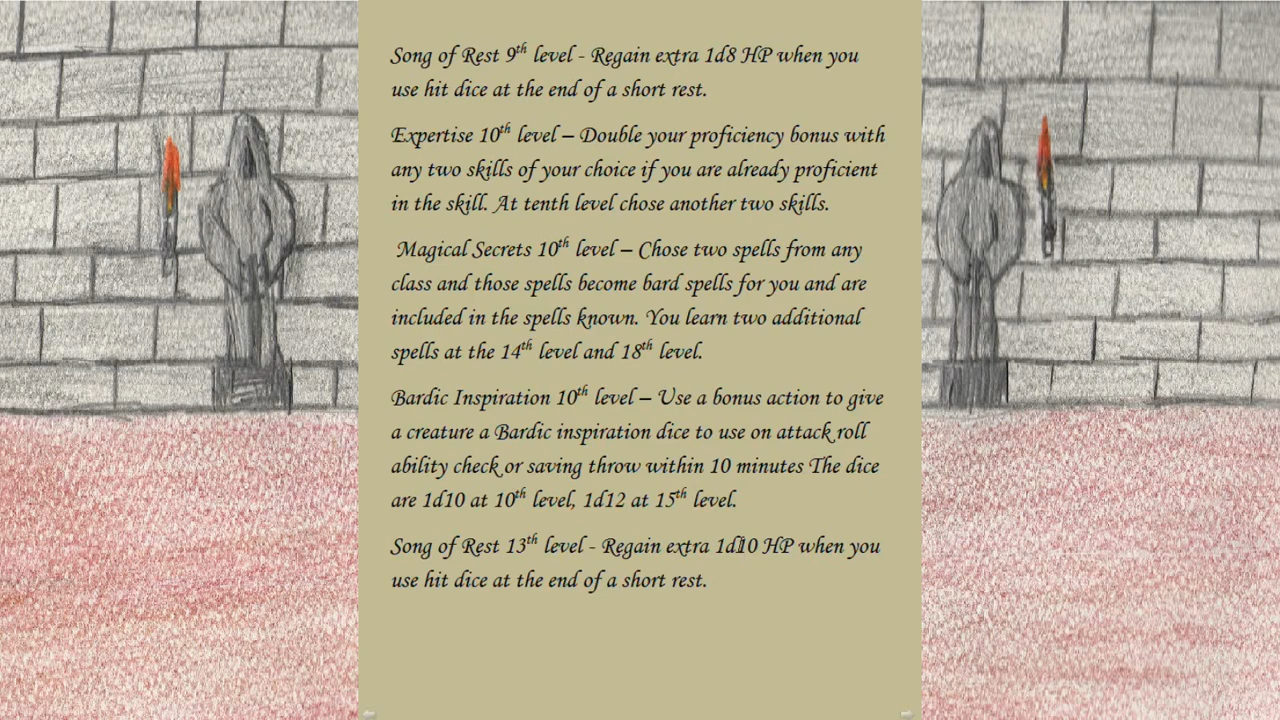 Song of Rest 9th level - Regain extra 1d8 HP when you
use hit dice at the end of a short rest.
Expertise 10th level – Double your proficiency bonus with
any two skills of your choice if you are already proficient
in the skill. At tenth level chose another two skills.
Magical Secrets 10th level – Chose two spells from any
class and those spells become bard spells for you and are
included in the spells known. You learn two additional
spells at the 14th level and 18th level.
Bardic Inspiration 10th level – Use a bonus action to give
a creature a Bardic inspiration dice to use on attack roll
ability check or saving throw within 10 minutes The dice
are 1d10 at 10th level, 1d12 at 15th level.
Song of Rest 13th level - Regain extra 1d10 HP when you
use hit dice at the end of a short rest.